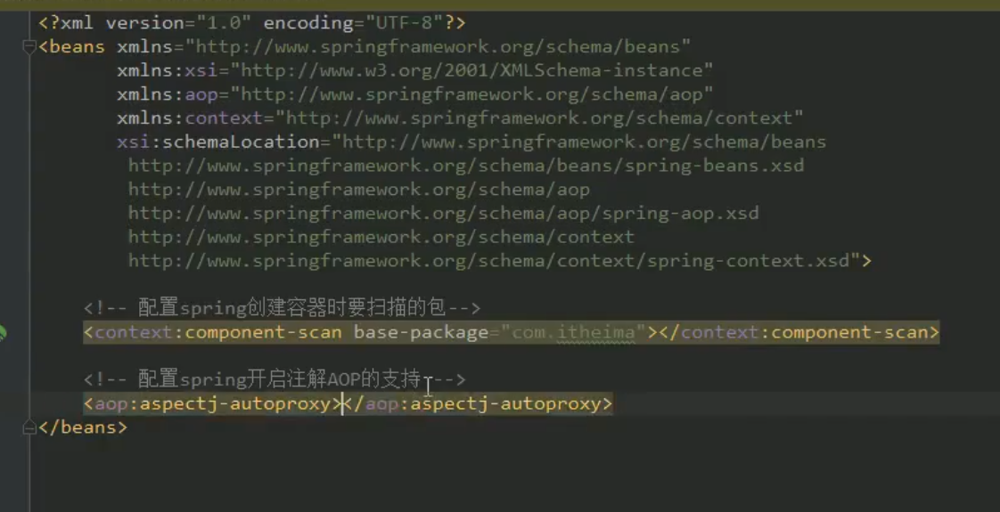 <?xml version="1.0" encoding="UTF-8"?>
<beans xmlns="http://www.springframework.org/schema/beans"
xmlns:xsi="http://www.w3.org/2001/XMLSchema-instance"
xmlns:aop="http://www.springframework.org/schema/aop"
xmlns:context="http://www.springframework.org/schema/context"
xsi:schemaLocation="http://www.springframework.org/schema/beans
http://www.springframework.org/schema/beans/spring-beans.xsd
http://www.springframework.org/schema/aop
http://www.springframework.org/schema/aop/spring-aop.xsd
http://www.springframework.org/schema/context
http://www.springframework.org/schema/context/spring-context.xsd">
<!-- 配置spring创建容器时要扫描的包-->
<context:component-scan base-package="com.itheima"></context:component-scan>
<!-- 配置spring开启注解AOP的支持 -->
<aop:aspectj-autoproxy></aop:aspectj-autoproxy>
</beans>